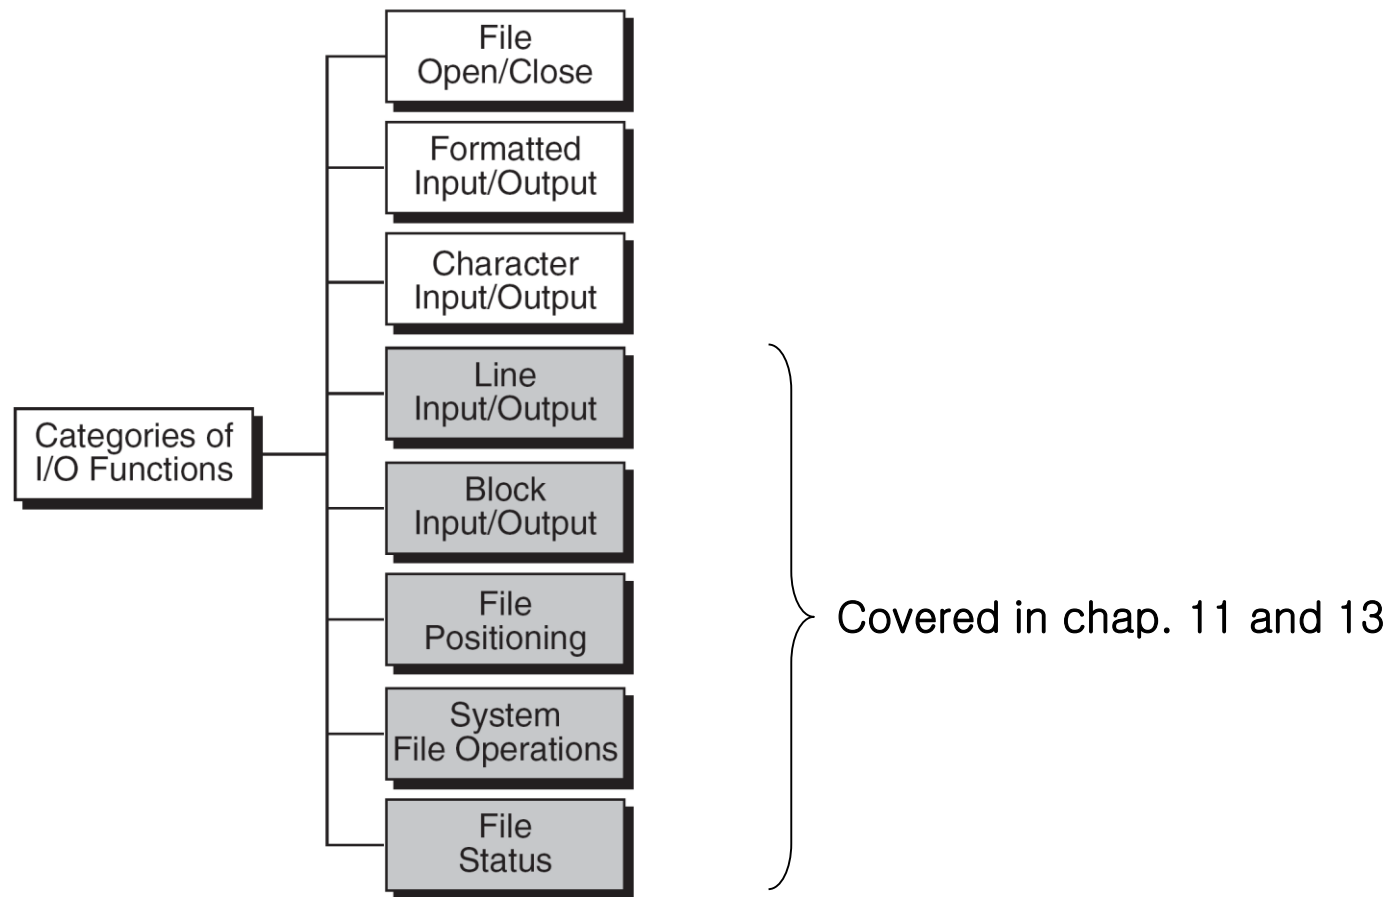 File
Open/Close
Formatted
Input/Output
Character
Input/Output
Line
Input/Output
Categories of
I/O Functions
Block
Input/Output
File
Positioning
Covered in chap. 11 and 13
System
File Operations
File
Status